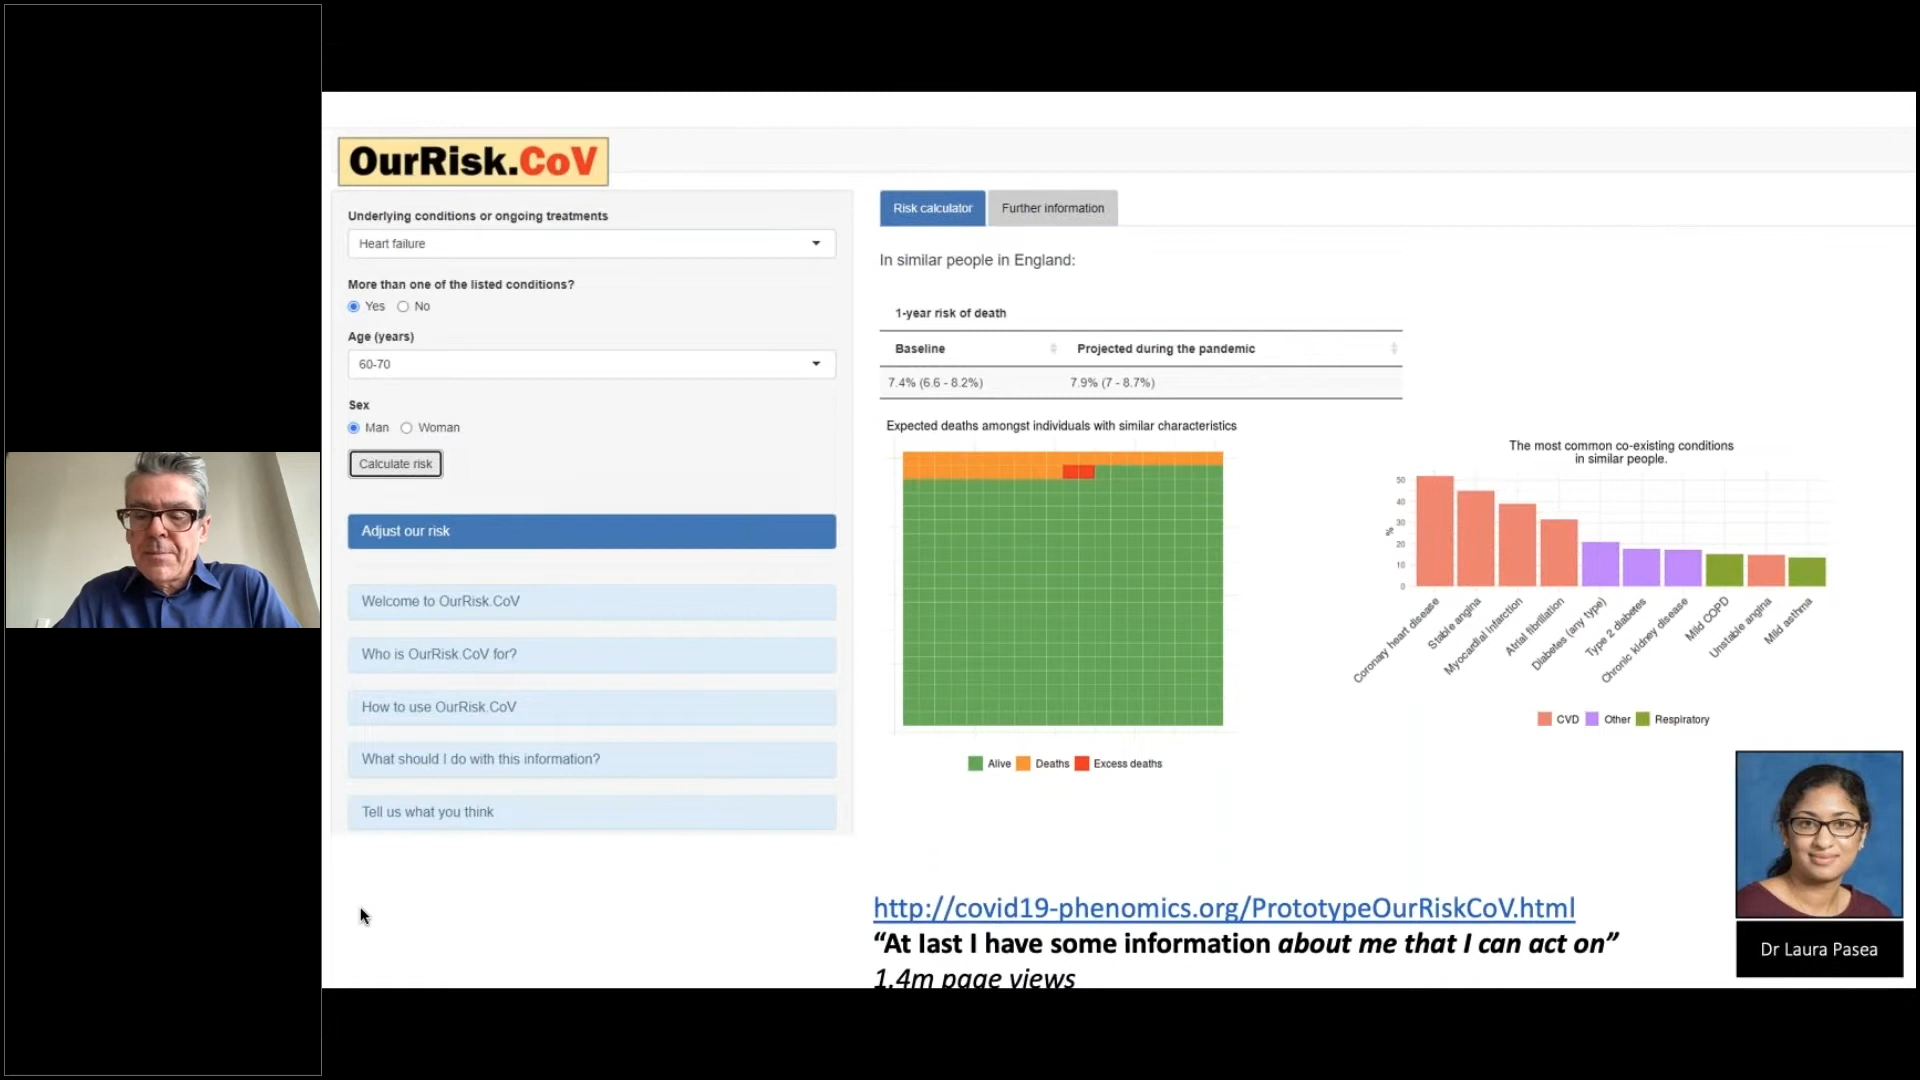 OurRisk.CoV
Underlying conditions or ongoing treatments
Heart failure
More than one of the listed conditions?
Yes No
Age (years)
60-70
Sex
Man Woman
Calculate risk
Adjust our risk
Welcome to OurRisk.CoV
Who is OurRisk.CoV for?
How to use OurRisk.CoV
What should I do with this information?
Tell us what you think
Risk calculator Further information
In similar people in England:
1-year risk of death
Baseline Projected during the pandemic
7.4% (6.6 - 8.2%) 7.9% (7 - 8.7%)
Expected deaths amongst individuals with similar characteristics
Alive Deaths Excess deaths
The most common co-existing conditions
in similar people.
%
50
40
30
20
10
0
Coronary heart disease
Stable angina
Myocardial infarction
Atrial fibrillation
Diabetes (any type)
Type 2 diabetes
Chronic kidney disease
Mild COPD
Unstable angina
Mild asthma
CVD Other Respiratory
http://covid19-phenomics.org/PrototypeOurRiskCoV.html
“At last I have some information about me that I can act on”
1.4m page views
Dr Laura Pasea